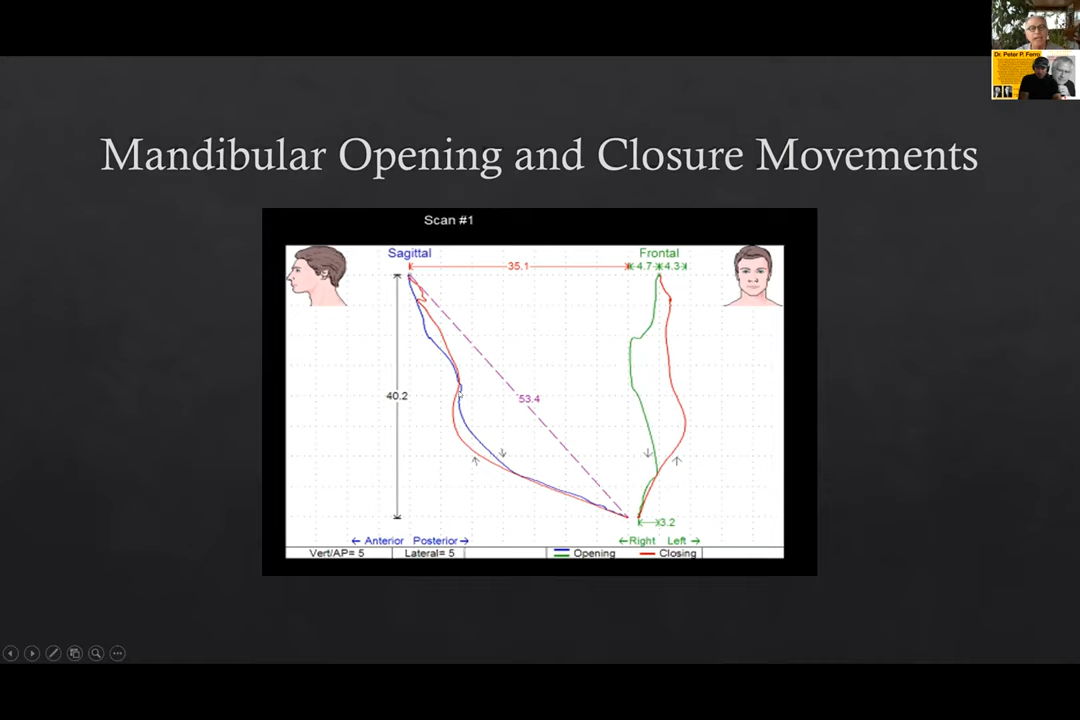 Dr. Peter P. Ferro
Mandibular Opening and Closure Movements
Scan #1
Sagittal
Frontal
35.1
4.7
4.3
40.2
53.4
3.2
← Anterior Posterior →
← Right Left →
Vert/AP= 5
Lateral= 5
Opening
Closing